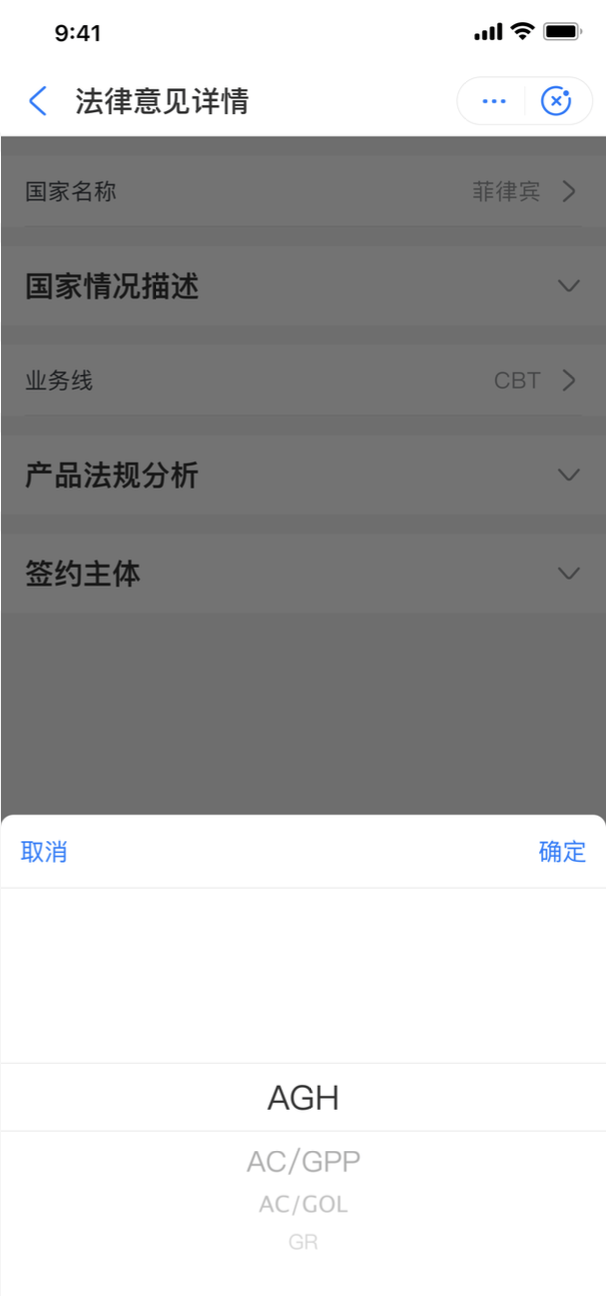 9:41
法律意见详情
国家名称 菲律宾
国家情况描述
业务线 CBT
产品法规分析
签约主体
取消 确定
AGH
AC/GPP
AC/GOL
GR